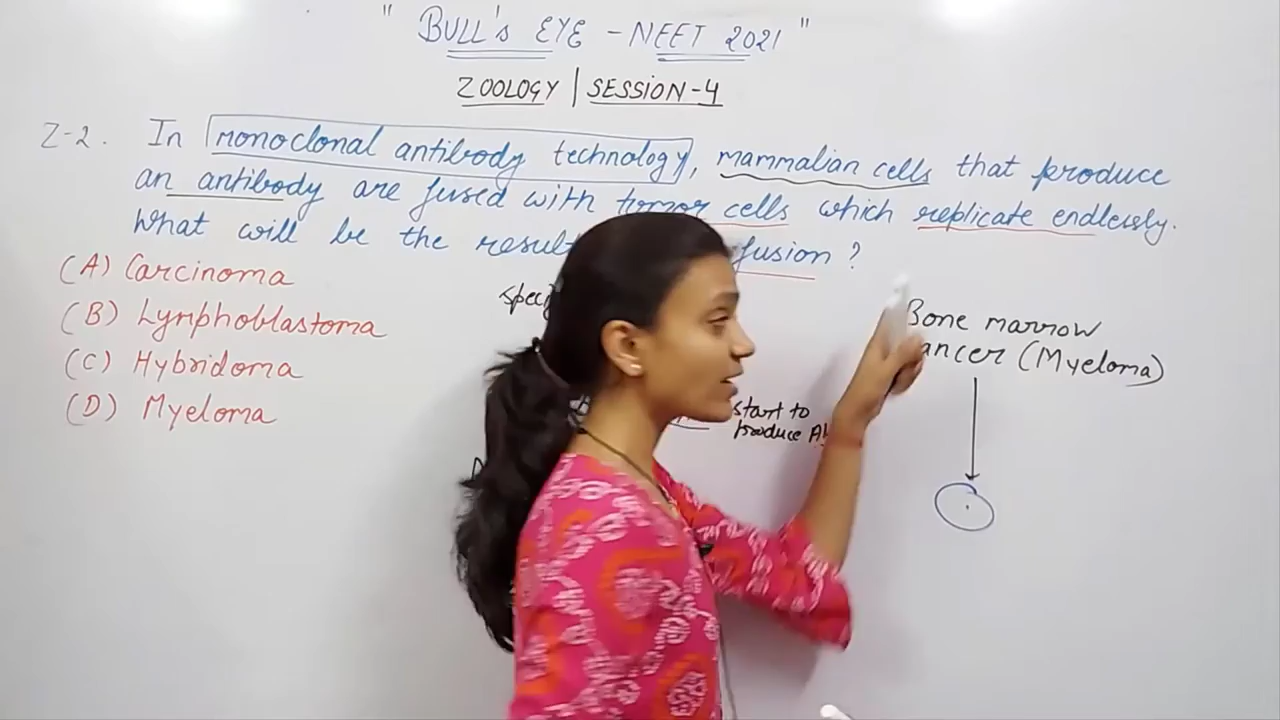 " BULL's EYE - NEET 2021 "
ZOOLOGY | SESSION-4
Z-2. In monoclonal antibody technology, mammalian cells that produce
an antibody are fused with tumor cells which replicate endlessly.
What will be the result fusion ?
(A) Carcinoma
(B) Lymphoblastoma
(C) Hybridoma
(D) Myeloma
Bone marrow
(Myeloma)
start to
produce